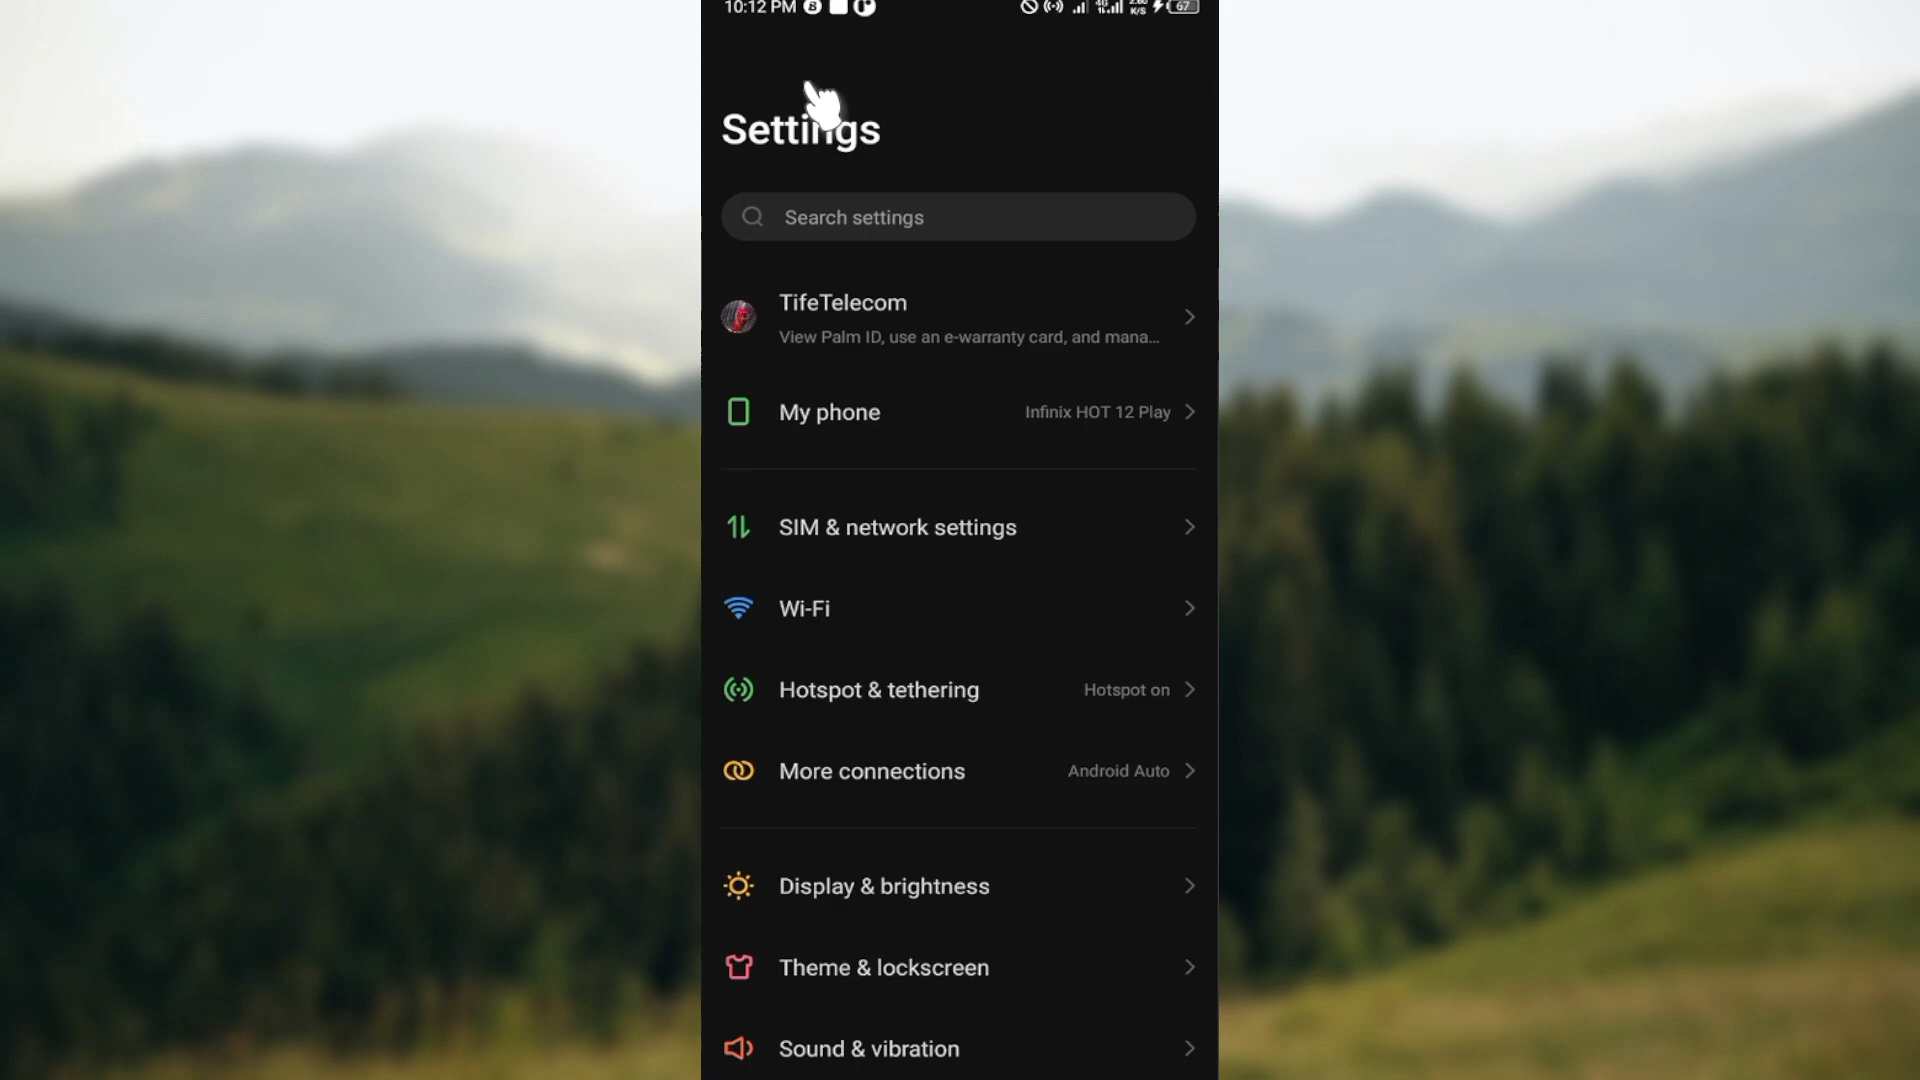 10:12 PM
4G
K/S
67
Settings
Search settings
TifeTelecom
View Palm ID, use an e-warranty card, and mana...
My phone
Infinix HOT 12 Play
SIM & network settings
Wi-Fi
Hotspot & tethering
Hotspot on
More connections
Android Auto
Display & brightness
Theme & lockscreen
Sound & vibration